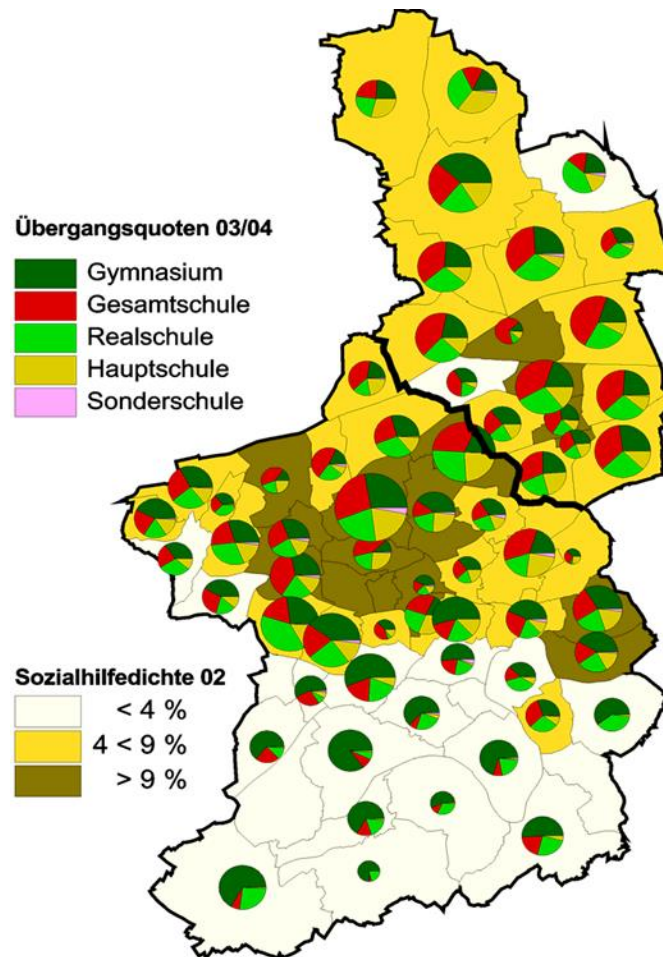 Übergangsquoten 03/04
Gymnasium
Gesamtschule
Realschule
Hauptschule
Sonderschule
Sozialhilfedichte 02
< 4 %
4 < 9 %
> 9 %